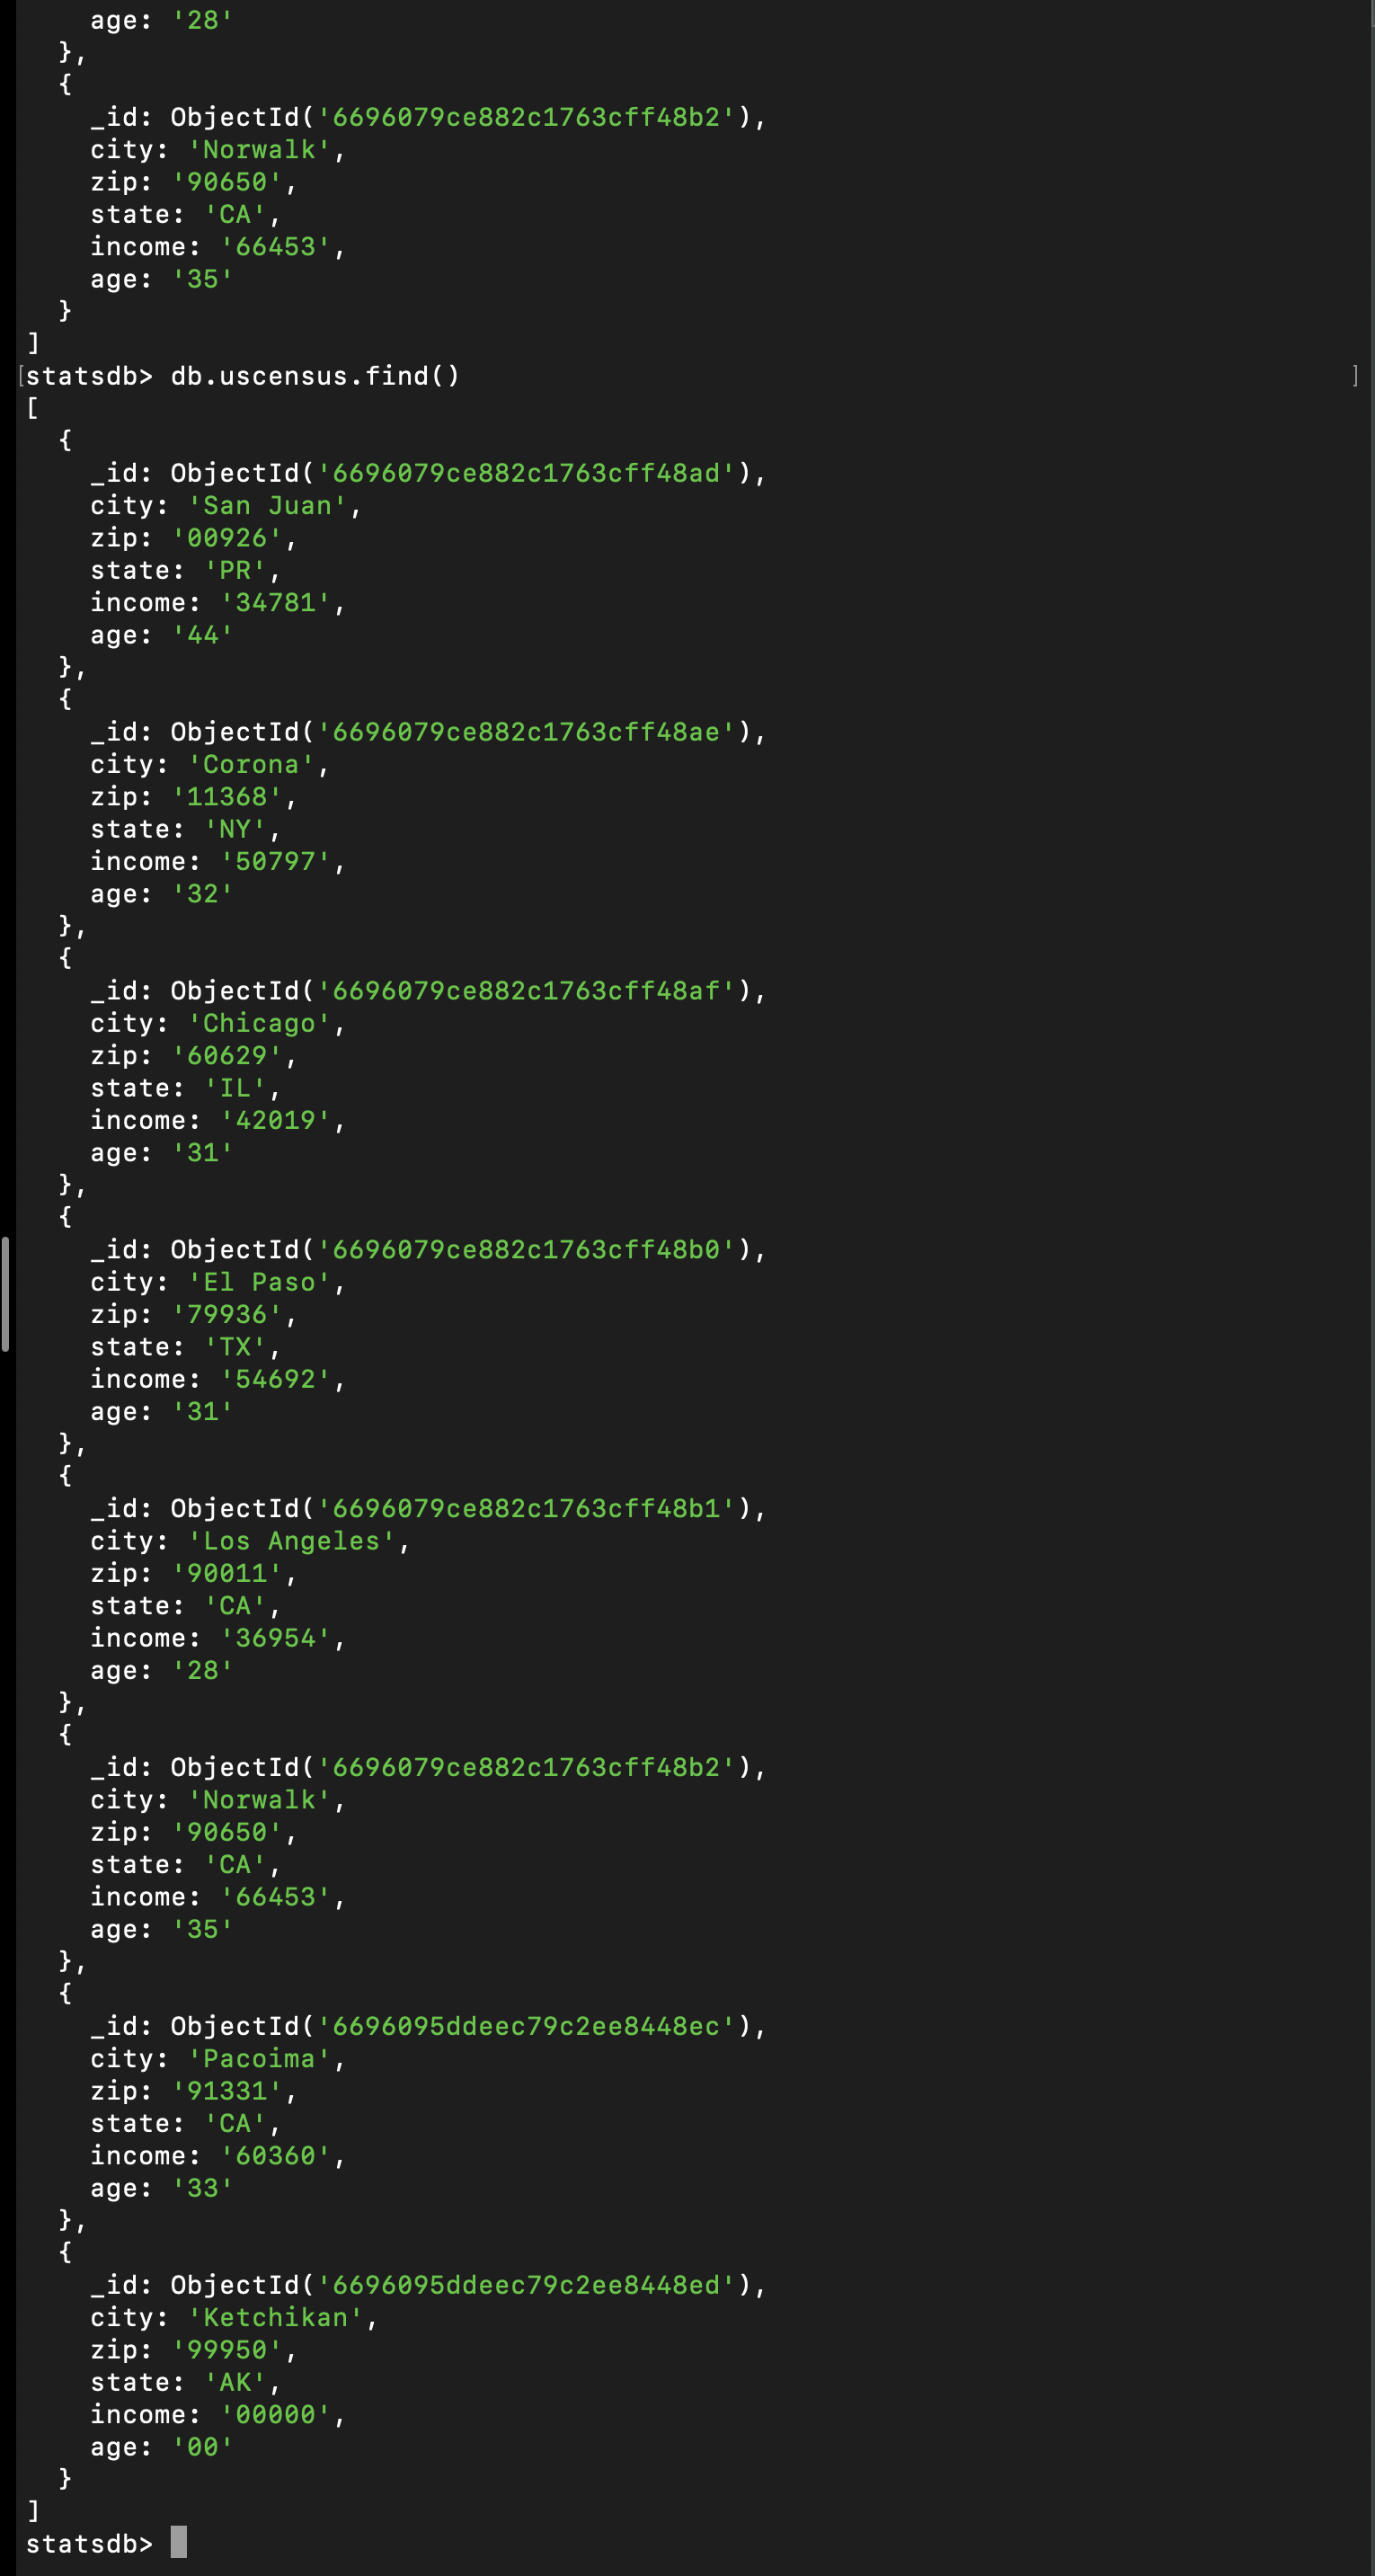 age: '28'
  },
  {
    _id: ObjectId('6696079ce882c1763cff48b2'),
    city: 'Norwalk',
    zip: '90650',
    state: 'CA',
    income: '66453',
    age: '35'
  }
]
[statsdb> db.uscensus.find() ]
[
  {
    _id: ObjectId('6696079ce882c1763cff48ad'),
    city: 'San Juan',
    zip: '00926',
    state: 'PR',
    income: '34781',
    age: '44'
  },
  {
    _id: ObjectId('6696079ce882c1763cff48ae'),
    city: 'Corona',
    zip: '11368',
    state: 'NY',
    income: '50797',
    age: '32'
  },
  {
    _id: ObjectId('6696079ce882c1763cff48af'),
    city: 'Chicago',
    zip: '60629',
    state: 'IL',
    income: '42019',
    age: '31'
  },
  {
    _id: ObjectId('6696079ce882c1763cff48b0'),
    city: 'El Paso',
    zip: '79936',
    state: 'TX',
    income: '54692',
    age: '31'
  },
  {
    _id: ObjectId('6696079ce882c1763cff48b1'),
    city: 'Los Angeles',
    zip: '90011',
    state: 'CA',
    income: '36954',
    age: '28'
  },
  {
    _id: ObjectId('6696079ce882c1763cff48b2'),
    city: 'Norwalk',
    zip: '90650',
    state: 'CA',
    income: '66453',
    age: '35'
  },
  {
    _id: ObjectId('6696095ddeec79c2ee8448ec'),
    city: 'Pacoima',
    zip: '91331',
    state: 'CA',
    income: '60360',
    age: '33'
  },
  {
    _id: ObjectId('6696095ddeec79c2ee8448ed'),
    city: 'Ketchikan',
    zip: '99950',
    state: 'AK',
    income: '00000',
    age: '00'
  }
]
statsdb>